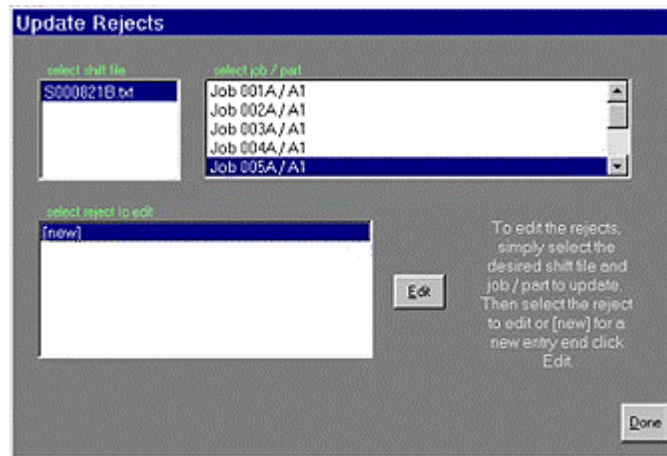 Update Rejects
select shift file
select job / part
S000821B.txt
Job 001A / A1
Job 002A / A1
Job 003A / A1
Job 004A / A1
Job 005A / A1
select reject to edit
[new]
Edit
To edit the rejects,
simply select the
desired shift file and
job / part to update.
Then select the reject
to edit or [new] for a
new entry end click
Edit.
Done